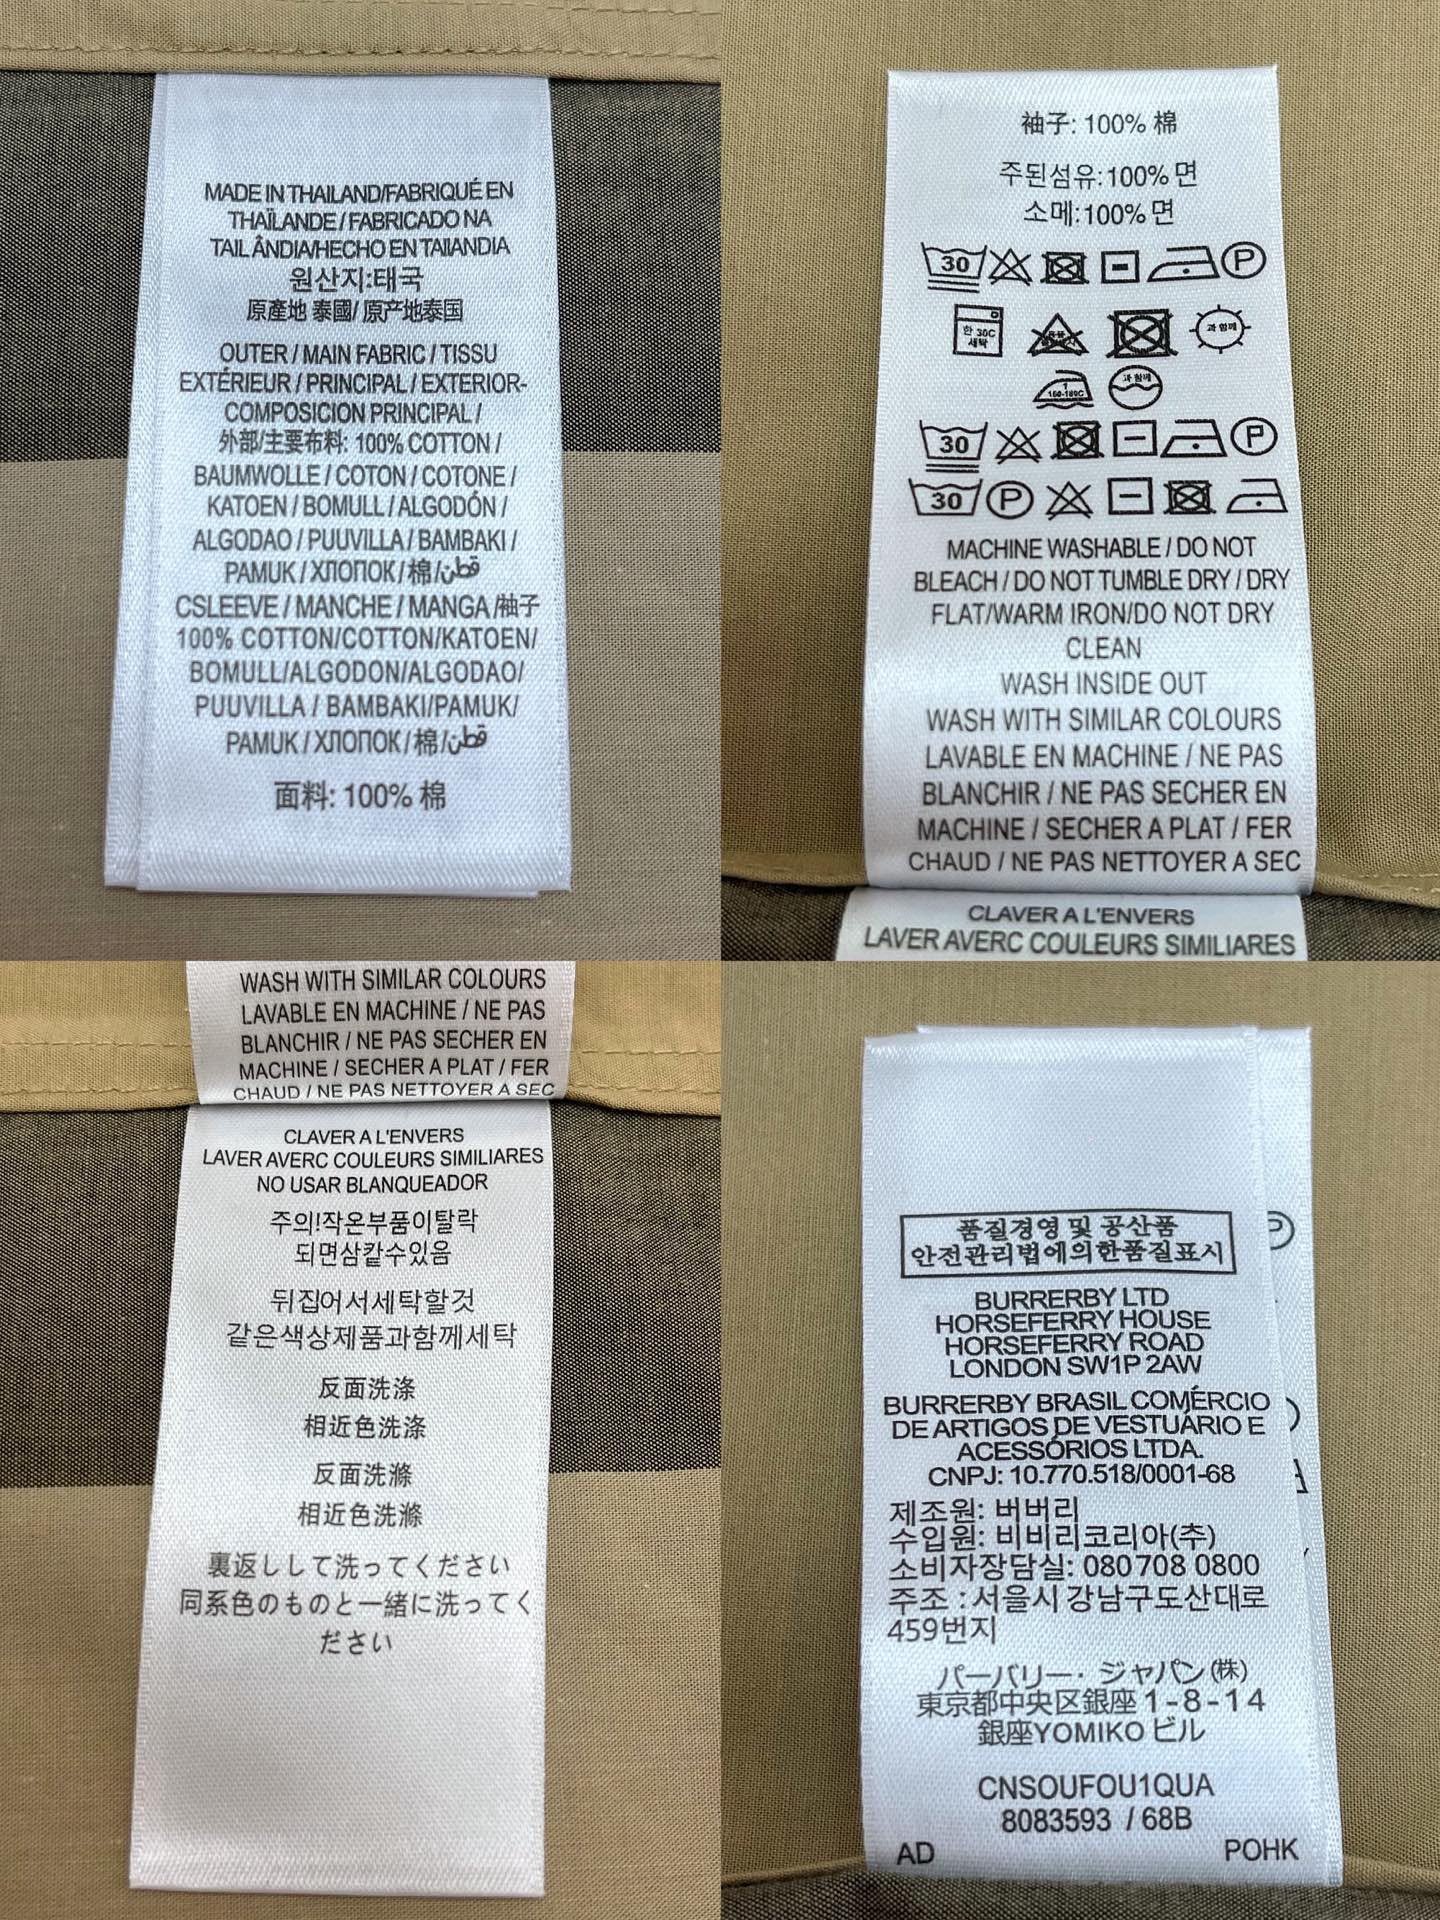 MADE IN THAILAND/FABRIQUÉ EN
THAÏLANDE / FABRICADO NA
TAIL ÂNDIA/HECHO EN TAIIANDIA
원산지:태국
原產地 泰國/ 原产地泰国
OUTER / MAIN FABRIC / TISSU
EXTÉRIEUR / PRINCIPAL / EXTERIOR-
COMPOSICION PRINCIPAL /
外部/主要布料: 100% COTTON /
BAUMWOLLE / COTON / COTONE /
KATOEN / BOMULL / ALGODÓN /
ALGODAO / PUUVILLA / BAMBAKI /
PAMUK / ХЛОПОК / 棉/قطن
CSLEEVE / MANCHE / MANGA /袖子
100% COTTON/COTTON/KATOEN/
BOMULL/ALGODON/ALGODAO/
PUUVILLA / BAMBAKI/PAMUK/
PAMUK / ХЛОПОК / 棉/قطن
面料: 100% 棉
袖子: 100% 棉
주된섬유:100% 면
소메:100% 면
30 P
한 30C
세탁
과 함께
1
160-180C
과 함께
30 P
30 P
MACHINE WASHABLE / DO NOT
BLEACH / DO NOT TUMBLE DRY / DRY
FLAT/WARM IRON/DO NOT DRY
CLEAN
WASH INSIDE OUT
WASH WITH SIMILAR COLOURS
LAVABLE EN MACHINE / NE PAS
BLANCHIR / NE PAS SECHER EN
MACHINE / SECHER A PLAT / FER
CHAUD / NE PAS NETTOYER A SEC
CLAVER A L'ENVERS
LAVER AVERC COULEURS SIMILIARES
WASH WITH SIMILAR COLOURS
LAVABLE EN MACHINE / NE PAS
BLANCHIR / NE PAS SECHER EN
MACHINE / SECHER A PLAT / FER
CHAUD / NE PAS NETTOYER A SEC
CLAVER A L'ENVERS
LAVER AVERC COULEURS SIMILIARES
NO USAR BLANQUEADOR
주의!작온부품이탈락
되면삼칼수있음
뒤집어서세탁할것
같은색상제품과함께세탁
反面洗涤
相近色洗涤
反面洗滌
相近色洗滌
裏返しして洗ってください
同系色のものと一緒に洗ってく
ださい
품질경영 및 공산품
안전관리법에의한품질표시
BURRERBY LTD
HORSEFERRY HOUSE
HORSEFERRY ROAD
LONDON SW1P 2AW
BURRERBY BRASIL COMÉRCIO
DE ARTIGOS DE VESTUÁRIO E
ACESSÓRIOS LTDA.
CNPJ: 10.770.518/0001-68
제조원: 버버리
수입원: 비비리코리아(추)
소비자장담실: 080 708 0800
주조 : 서울시 강남구도산대로
459번지
パーバリー・ジャパン(株)
東京都中央区銀座 1-8-14
銀座YOMIKO ビル
CNSOUFOU1QUA
8083593 / 68B
AD POHK